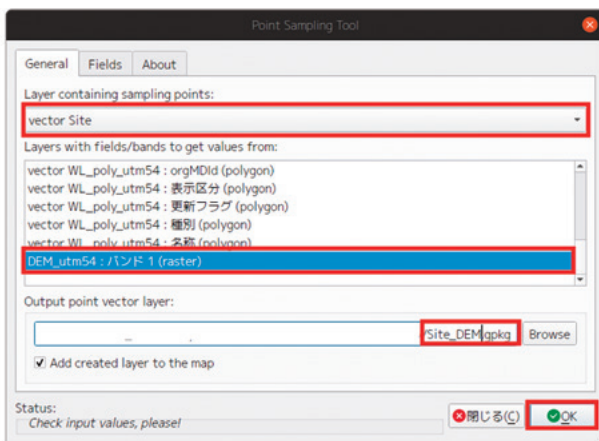 Point Sampling Tool
General Fields About
Layer containing sampling points:
vector Site
Layers with fields/bands to get values from:
vector WL_poly_utm54 : orgMDId (polygon)
vector WL_poly_utm54 : 表示区分 (polygon)
vector WL_poly_utm54 : 更新フラグ (polygon)
vector WL_poly_utm54 : 種別 (polygon)
vector WL_poly_utm54 : 名称 (polygon)
DEM_utm54 : バンド 1 (raster)
Output point vector layer:
/Site_DEM.gpkg Browse
Add created layer to the map
Status:
Check input values, please!
閉じる(C) OK